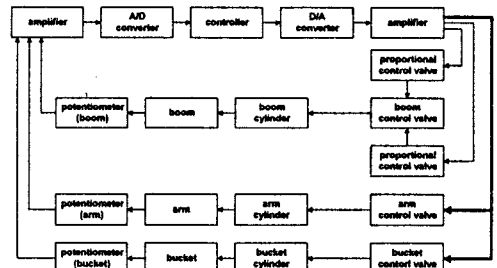 amplifier
A/D
converter
controller
D/A
converter
amplifier
proportional
control valve
potentiometer
(boom)
boom
boom
cylinder
boom
control valve
proportional
control valve
potentiometer
(arm)
arm
arm
cylinder
arm
control valve
potentiometer
(bucket)
bucket
bucket
cylinder
bucket
contorl valve